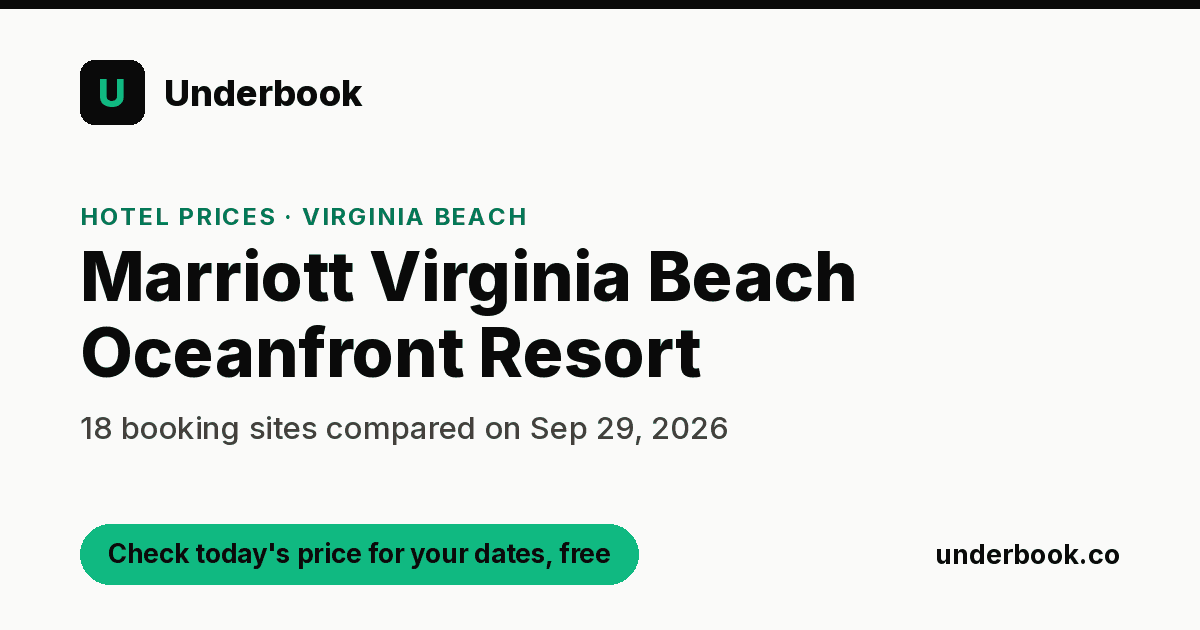 U
Underbook
HOTEL PRICES · VIRGINIA BEACH
Marriott Virginia Beach
Oceanfront Resort
18 booking sites compared on Sep 29, 2026
Check today's price for your dates, free
underbook.co